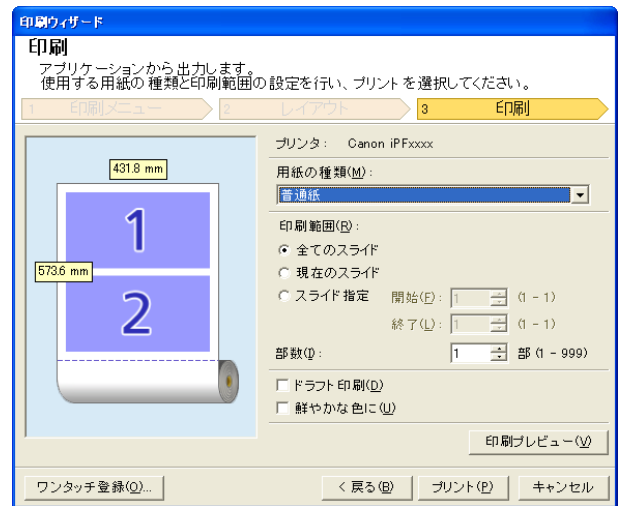 印刷ウィザード
印刷
アプリケーションから出力します。
使用する用紙の種類と印刷範囲の設定を行い、プリントを選択してください。
1 印刷メニュー 2 レイアウト 3 印刷
プリンタ: Canon iPFxxxx
431.8 mm
用紙の種類(M):
普通紙
1
印刷範囲(R):
全てのスライド
573.6 mm
現在のスライド
2
スライド指定 開始(F): 1 (1 - 1)
終了(L): 1 (1 - 1)
部数(I): 1 部 (1 - 999)
ドラフト印刷(D)
鮮やかな色に(U)
印刷プレビュー(V)
ワンタッチ登録(O)... < 戻る(B) プリント(P) キャンセル